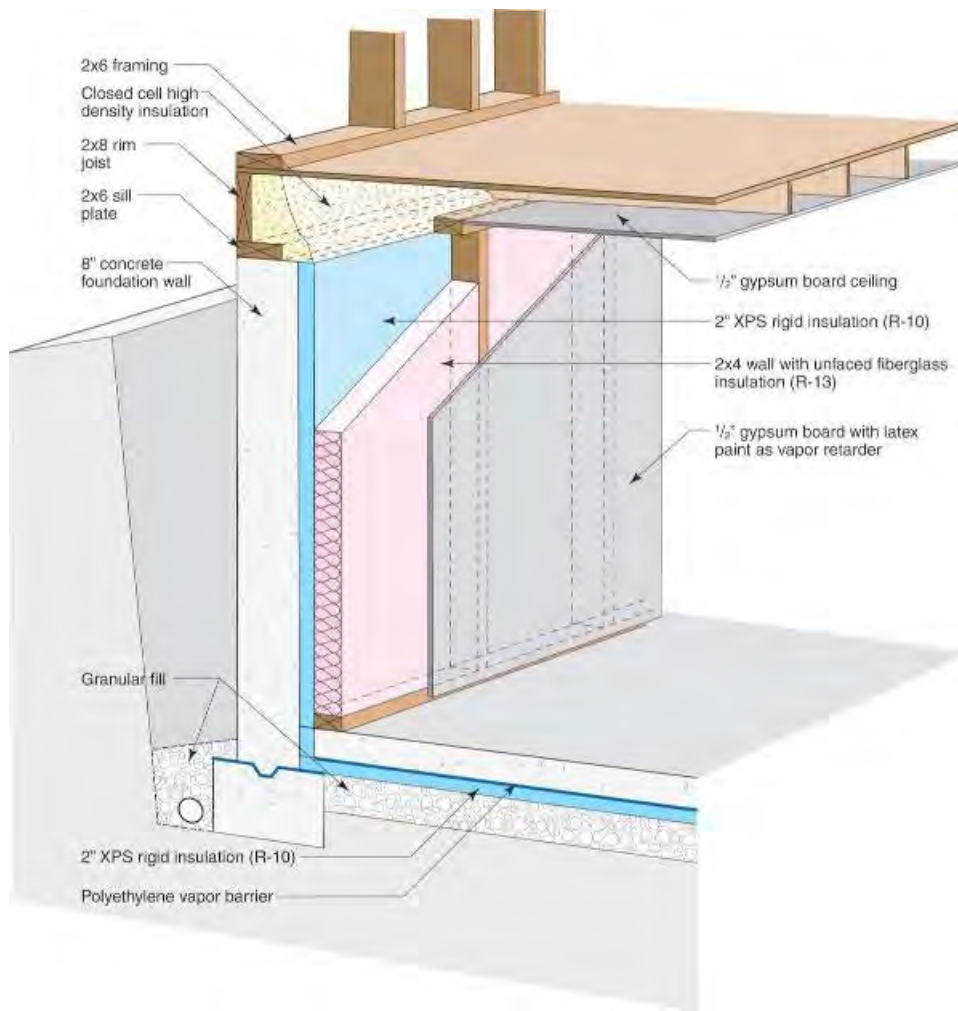 2x6 framing
Closed cell high
density insulation
2x8 rim
joist
2x6 sill
plate
8" concrete
foundation wall
1/2" gypsum board ceiling
2" XPS rigid insulation (R-10)
2x4 wall with unfaced fiberglass
insulation (R-13)
1/2" gypsum board with latex
paint as vapor retarder
Granular fill
2" XPS rigid insulation (R-10)
Polyethylene vapor barrier